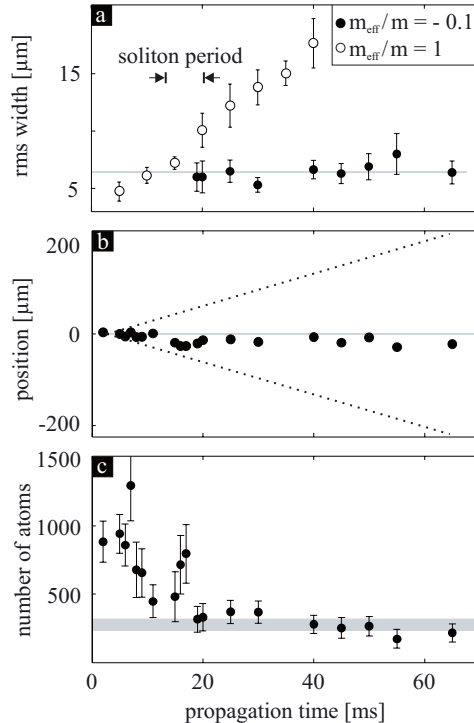 a
rms width [μm]
15
5
soliton period
m_eff/m = - 0.1
m_eff/m = 1
b
position [μm]
200
0
-200
c
number of atoms
1500
1000
500
0
20
40
60
propagation time [ms]